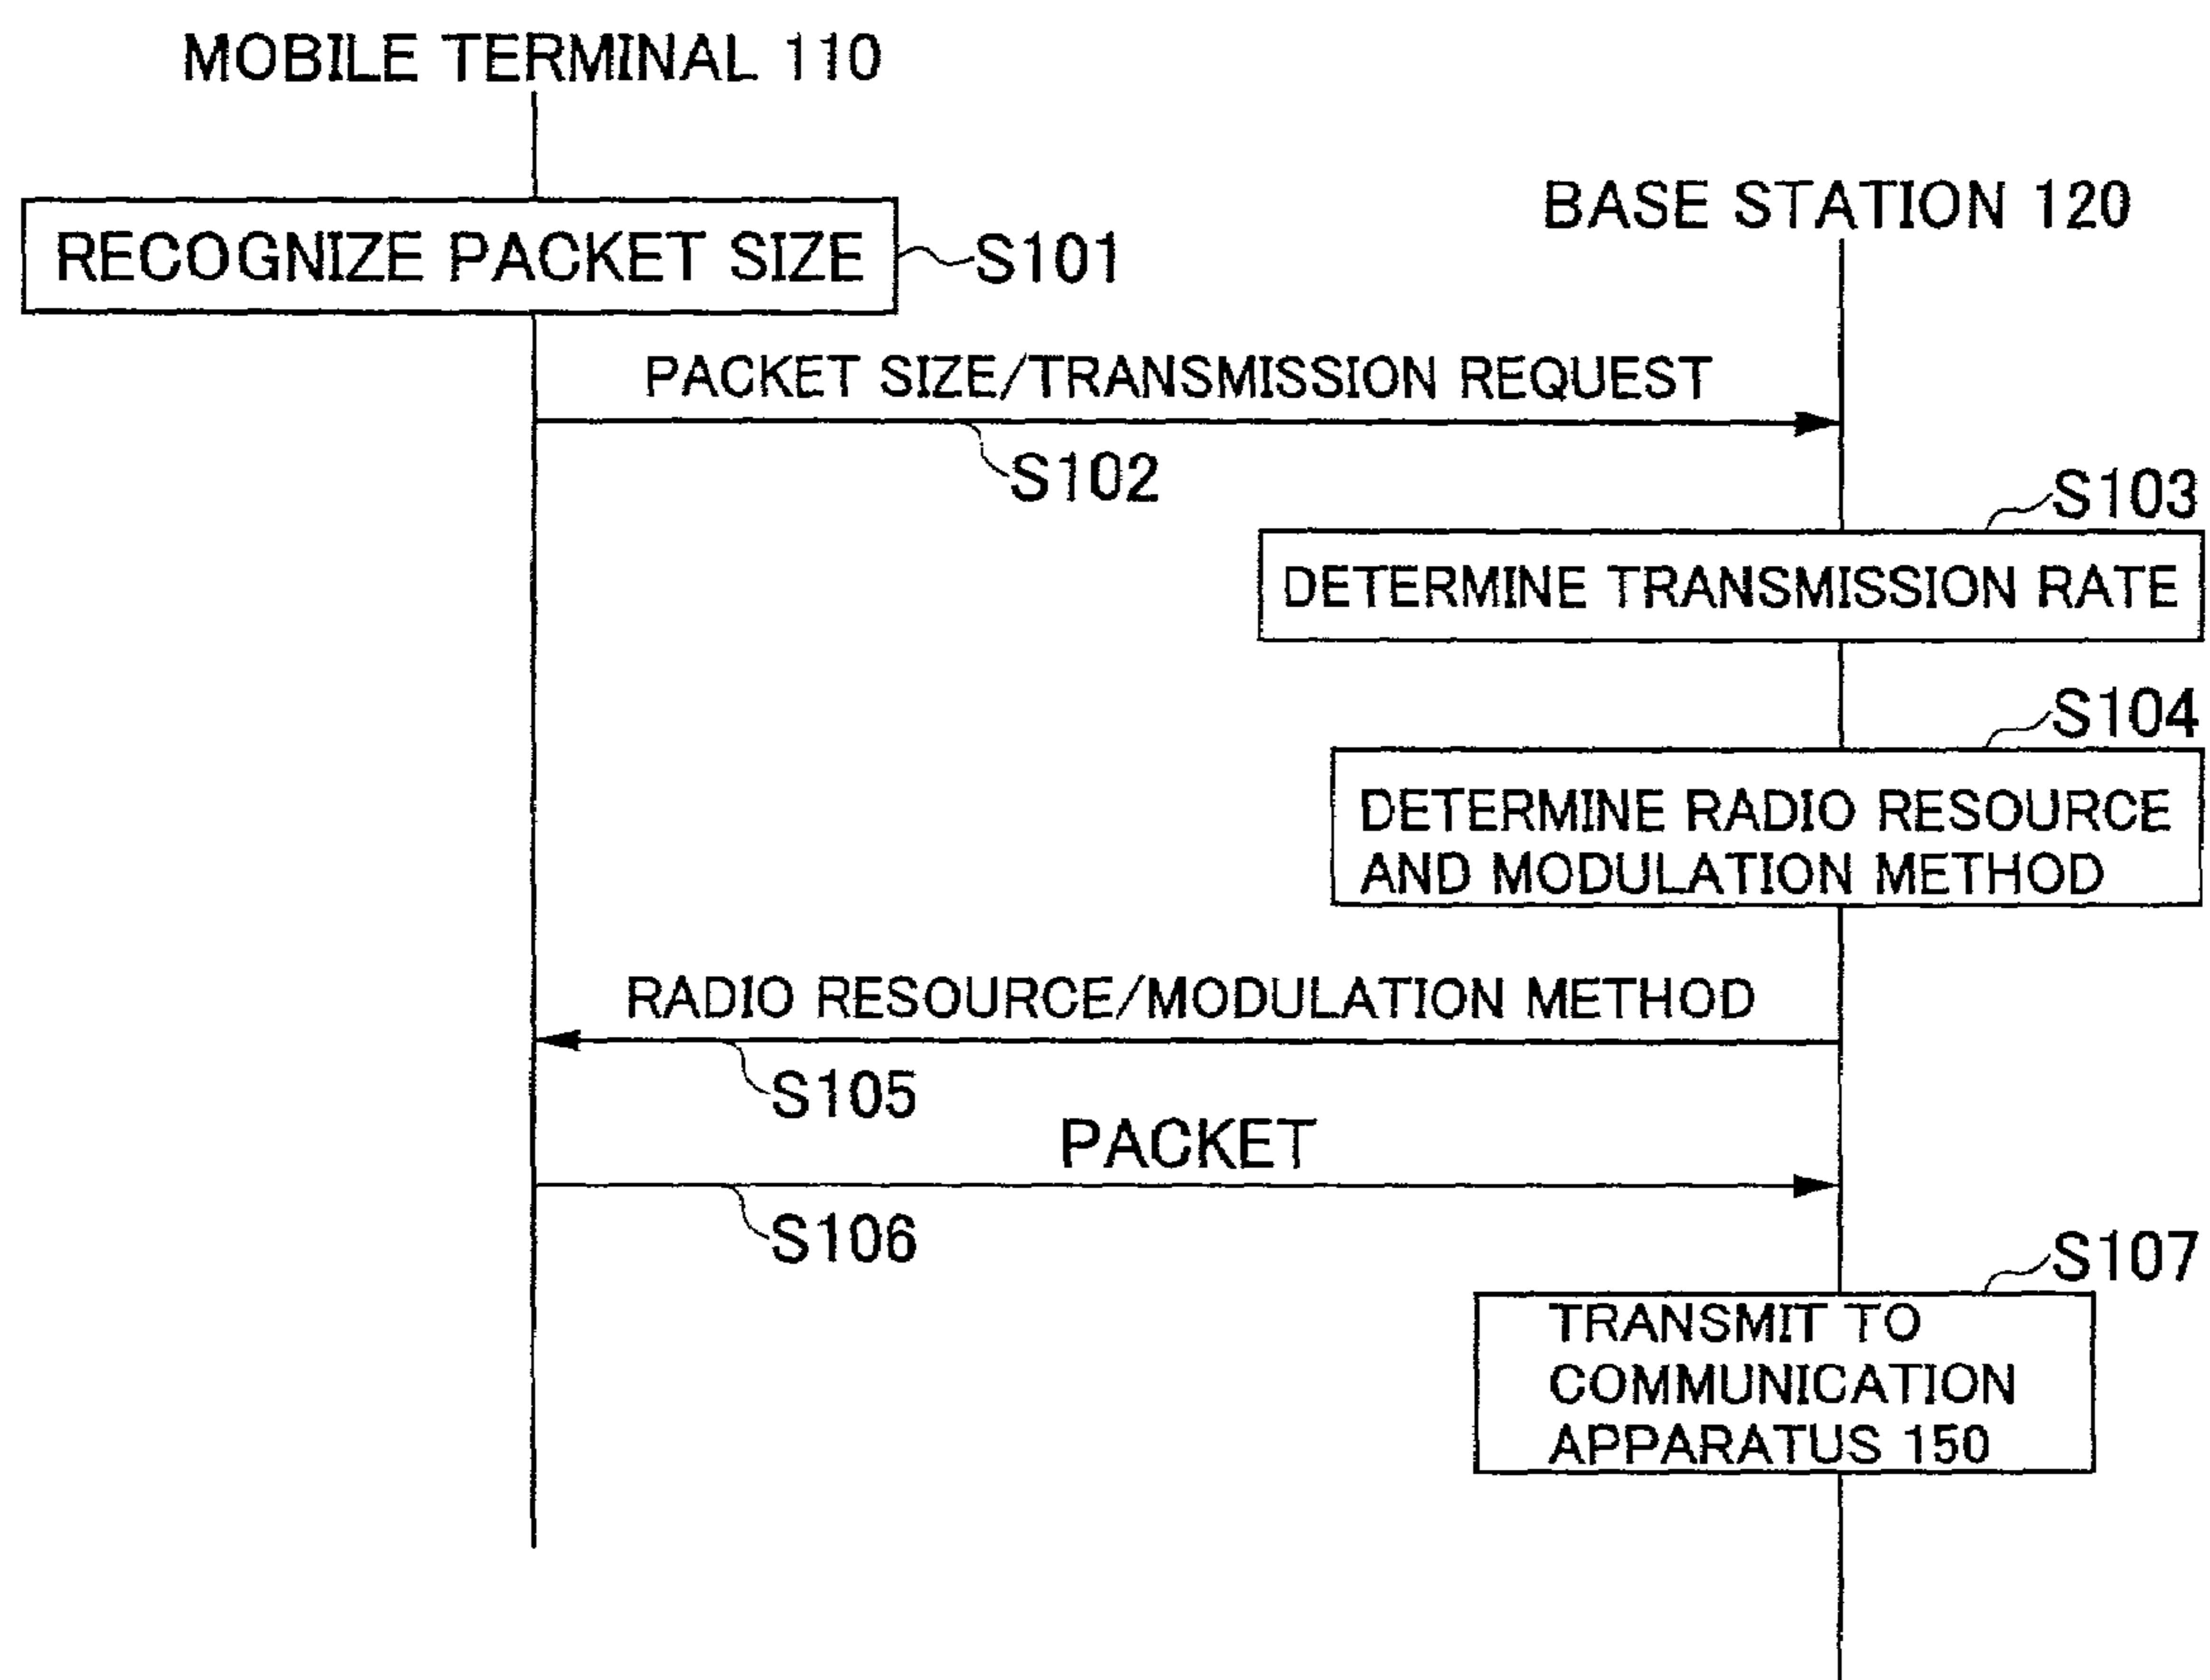 MOBILE TERMINAL 110
BASE STATION 120
RECOGNIZE PACKET SIZE
S101
PACKET SIZE/TRANSMISSION REQUEST
S102
S103
DETERMINE TRANSMISSION RATE
S104
DETERMINE RADIO RESOURCE
AND MODULATION METHOD
RADIO RESOURCE/MODULATION METHOD
S105
PACKET
S106
S107
TRANSMIT TO
COMMUNICATION
APPARATUS 150